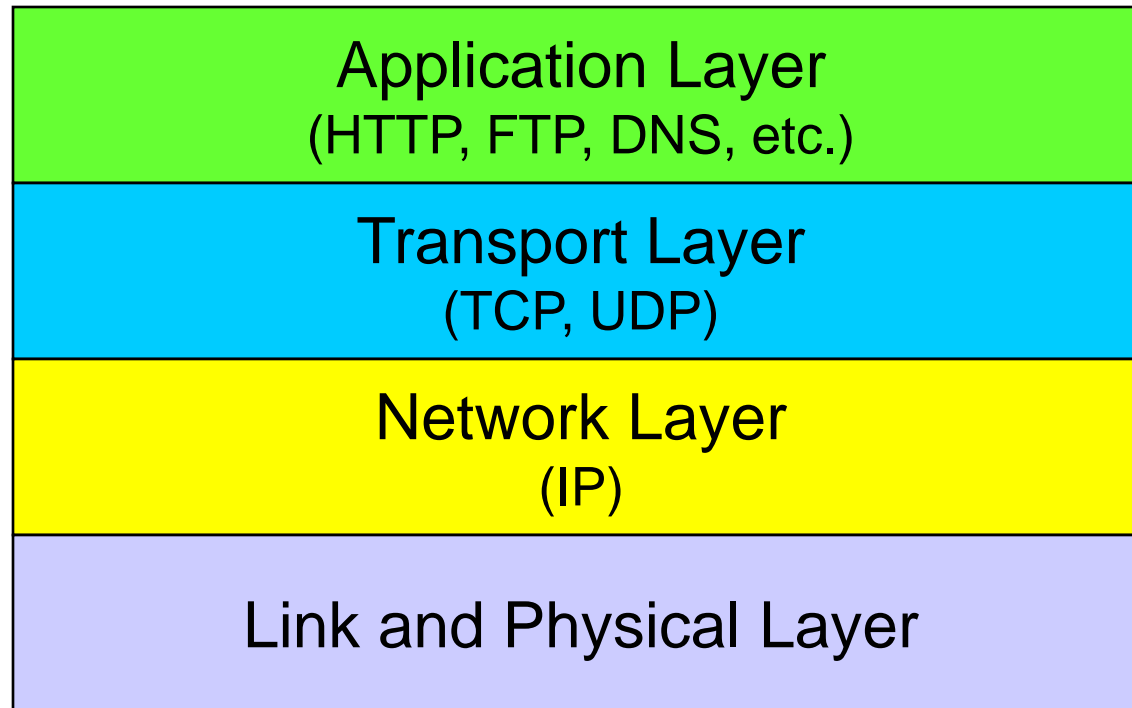 Application Layer
(HTTP, FTP, DNS, etc.)
Transport Layer
(TCP, UDP)
Network Layer
(IP)
Link and Physical Layer